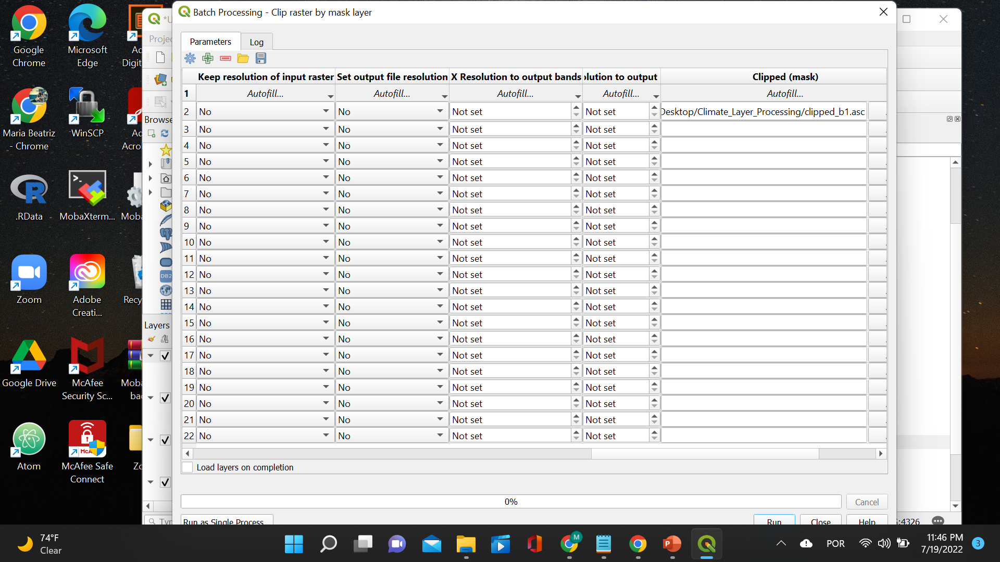 Batch Processing - Clip raster by mask layer
Parameters
Log
Keep resolution of input raster
Set output file resolution
X Resolution to output bands
lution to output
Clipped (mask)
1 Autofill... Autofill... Autofill... Autofill... Autofill...
2 No No Not set Not set Desktop/Climate_Layer_Processing/clipped_b1.asc
3 No No Not set Not set
4 No No Not set Not set
5 No No Not set Not set
6 No No Not set Not set
7 No No Not set Not set
8 No No Not set Not set
9 No No Not set Not set
10 No No Not set Not set
11 No No Not set Not set
12 No No Not set Not set
13 No No Not set Not set
14 No No Not set Not set
15 No No Not set Not set
16 No No Not set Not set
17 No No Not set Not set
18 No No Not set Not set
19 No No Not set Not set
20 No No Not set Not set
21 No No Not set Not set
22 No No Not set Not set
Load layers on completion
0%
Cancel
Run as Single Process
Run
Close
Help
*U
Projec
Browse
DB2
Layers
Typ
:4326
Google
Chrome
Microsoft
Edge
Ad
Digit
Maria Beatriz
- Chrome
WinSCP
Ad
Acro
.RData
MobaXterm...
Moba
Zoom
Adobe
Creati...
Recy
Google Drive
McAfee
Security Sc...
Moba
bac
Atom
McAfee Safe
Connect
Zo
74°F
Clear
M
P
POR
11:46 PM
7/19/2022
3